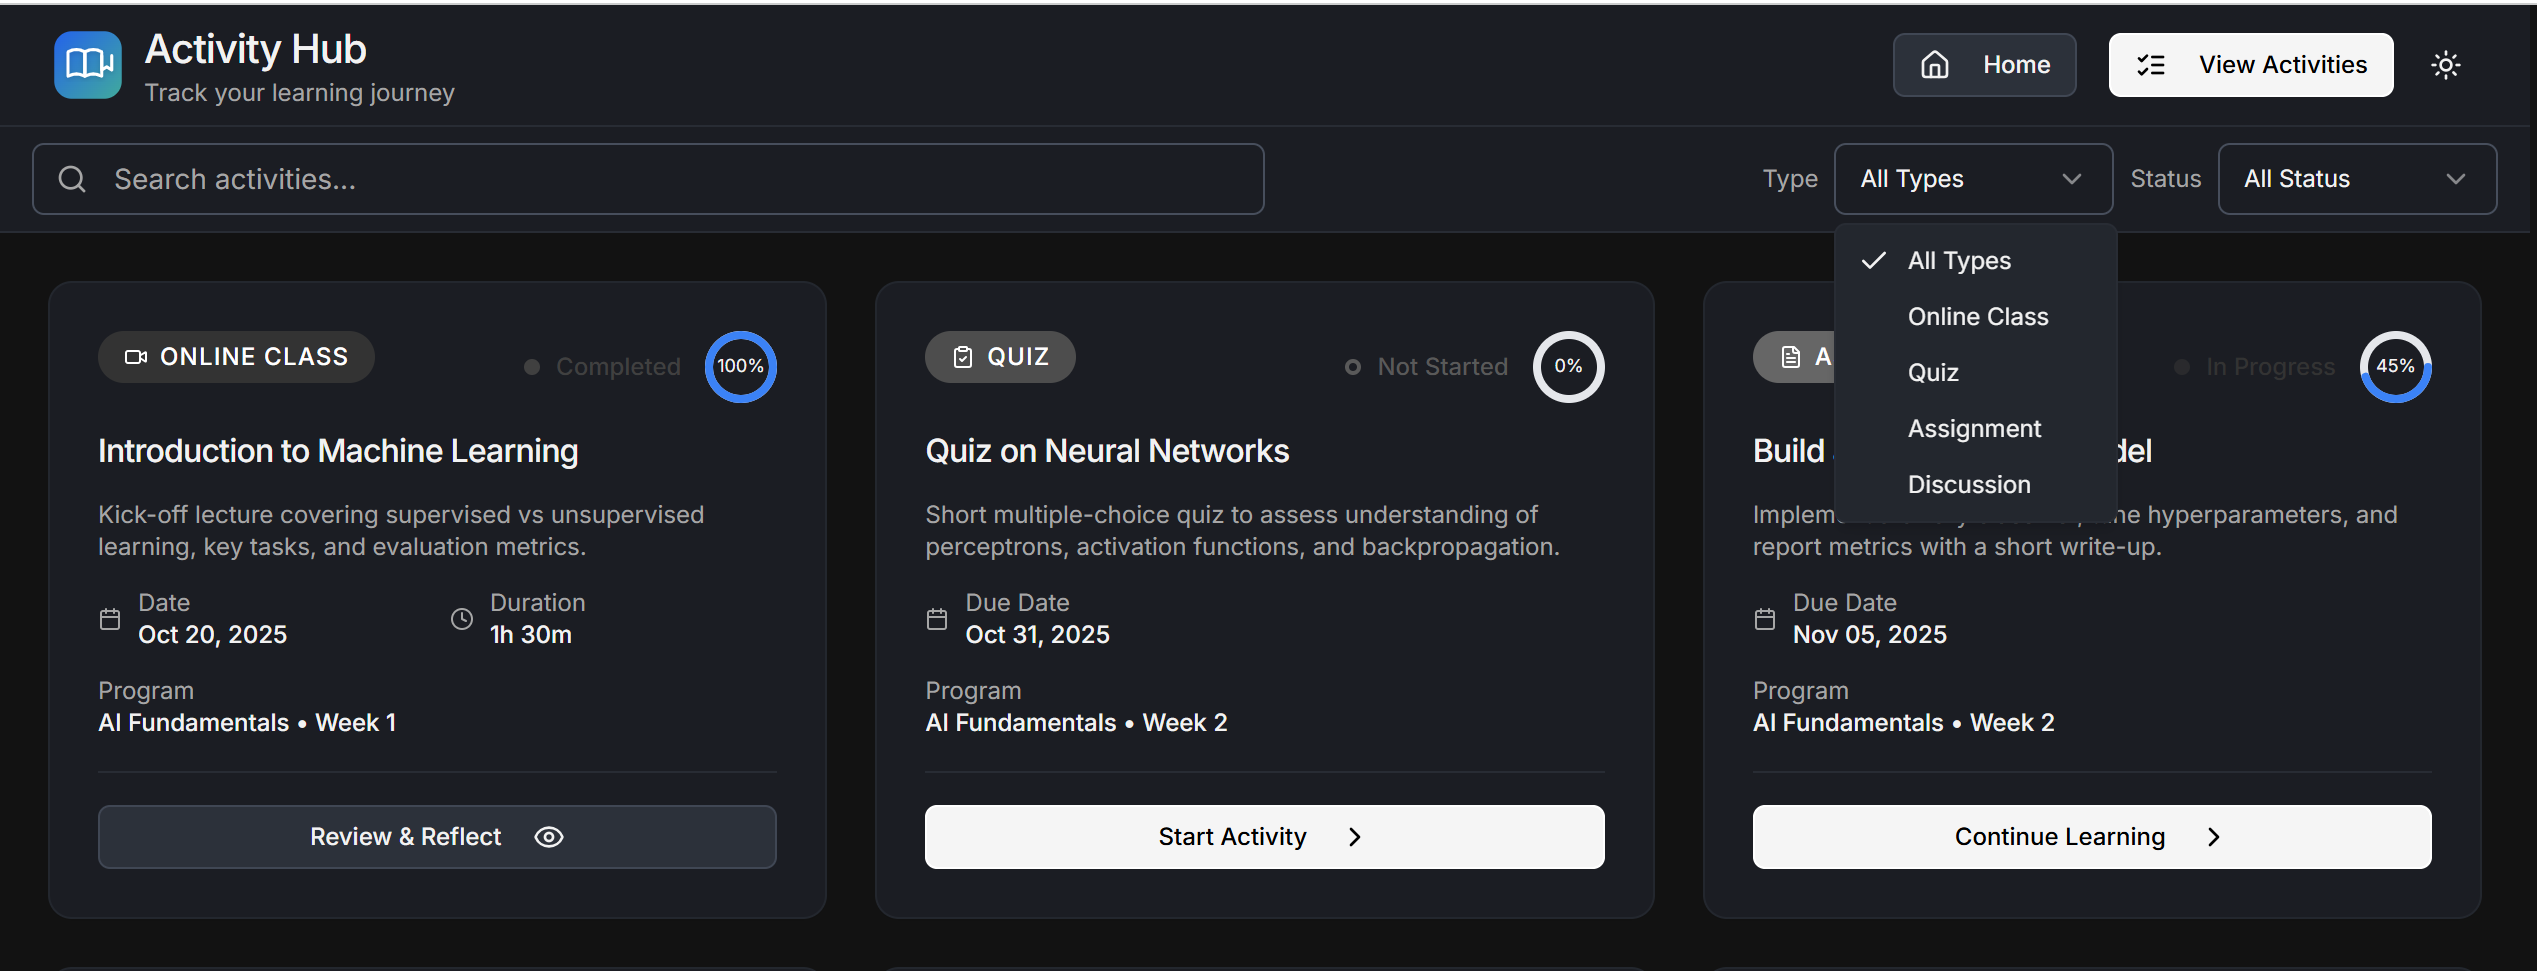 Activity Hub
Track your learning journey
Home
View Activities
Search activities...
Type
All Types
Status
All Status
All Types
Online Class
Quiz
Assignment
Discussion
ONLINE CLASS
Completed
100%
Introduction to Machine Learning
Kick-off lecture covering supervised vs unsupervised
learning, key tasks, and evaluation metrics.
Date
Oct 20, 2025
Duration
1h 30m
Program
AI Fundamentals • Week 1
Review & Reflect
QUIZ
Not Started
0%
Quiz on Neural Networks
Short multiple-choice quiz to assess understanding of
perceptrons, activation functions, and backpropagation.
Due Date
Oct 31, 2025
Program
AI Fundamentals • Week 2
Start Activity
A
In Progress
45%
Build
hyperparameters, and
report metrics with a short write-up.
Due Date
Nov 05, 2025
Program
AI Fundamentals • Week 2
Continue Learning